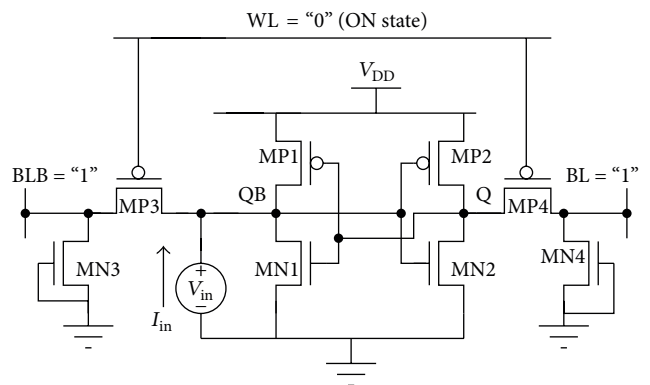 WL = “0” (ON state)
V_DD
MP1
MP2
BLB = “1”
QB
Q
BL = “1”
MP3
MP4
MN3
V_in
+
−
MN1
MN2
MN4
I_in